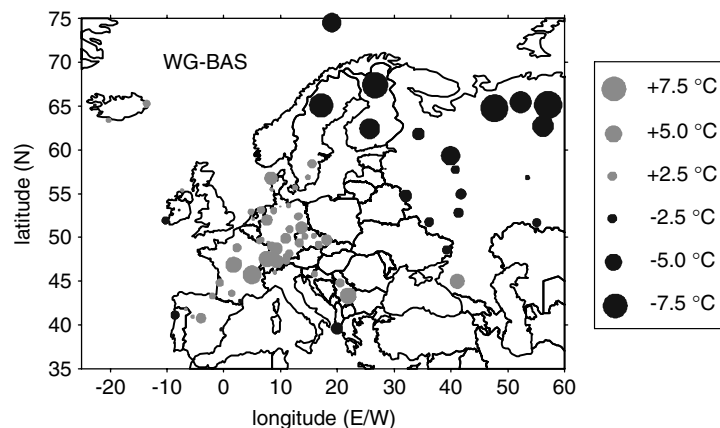 75
70
65
60
55
50
45
40
35
latitude (N)
WG-BAS
-20 -10 0 10 20 30 40 50 60
longitude (E/W)
+7.5 °C
+5.0 °C
+2.5 °C
-2.5 °C
-5.0 °C
-7.5 °C